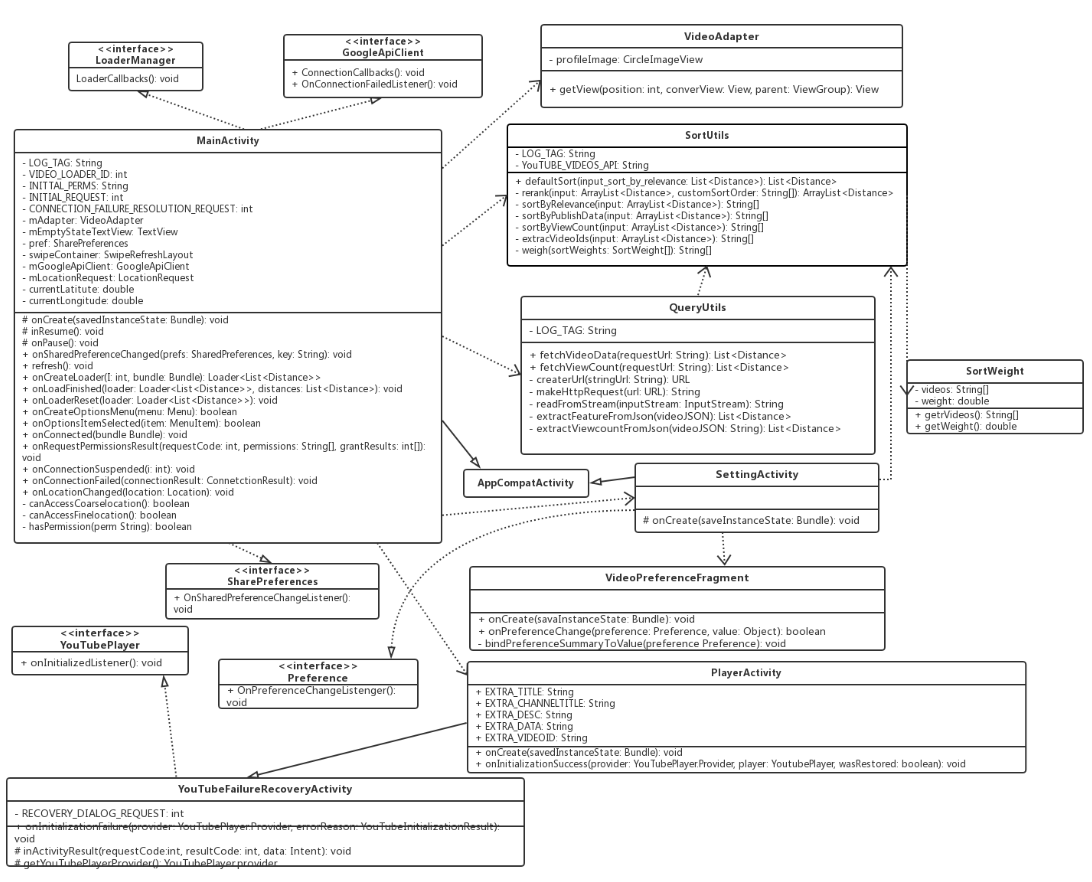 <<interface>>
LoaderManager
LoaderCallbacks(): void
<<interface>>
GoogleApiClient
+ ConnectionCallbacks(): void
+ OnConnectionFailedListener(): void
VideoAdapter
- profileImage: CircleImageView
+ getView(position: int, converView: View, parent: ViewGroup): View
MainActivity
- LOG_TAG: String
- VIDEO_LOADER_ID: int
- INITTAL_PERMS: String
- INITIAL_REQUEST: int
- CONNECTION_FAILURE_RESOLUTION_REQUEST: int
- mAdapter: VideoAdapter
- mEmptyStateTextView: TextView
- pref: SharePreferences
- swipeContainer: SwipeRefreshLayout
- mGoogleApiClient: GoogleApiClient
- mLocationRequest: LocationRequest
- currentLatitute: double
- currentLongitude: double
# onCreate(savedInstanceState: Bundle): void
# inResume(): void
# onPause(): void
+ onSharedPreferenceChanged(prefs: SharedPreferences, key: String): void
+ refresh(): void
+ onCreateLoader(I: int, bundle: Bundle): Loader<List<Distance>>
+ onLoadFinished(loader: Loader<List<Distance>>, distances: List<Distance>): void
+ onLoaderReset(loader: Loader<List<Distance>>): void
+ onCreateOptionsMenu(menu: Menu): boolean
+ onOptionsItemSelected(item: MenuItem): boolean
+ onConnected(bundle Bundle): void
+ onRequestPermissionsResult(requestCode: int, permissions: String[], grantResults: int[]):
void
+ onConnectionSuspended(i: int): void
+ onConnectionFailed(connectionResult: ConnetctionResult): void
+ onLocationChanged(location: Location): void
- canAccessCoarselocation(): boolean
- canAccessFinelocation(): boolean
- hasPermission(perm String): boolean
SortUtils
- LOG_TAG: String
- YouTUBE_VIDEOS_API: String
+ defaultSort(input_sort_by_relevance: List<Distance>): List<Distance>
- rerank(input: ArrayList<Distance>, customSortOrder: String[]): ArrayList<Distance>
- sortByRelevance(input: ArrayList<Distance>): String[]
- sortByPublishData(input: ArrayList<Distance>): String[]
- sortByViewCount(input: ArrayList<Distance>): String[]
- extracVideoIds(input: ArrayList<Distance>): String[]
- weigh(sortWeights: SortWeight[]): String[]
QueryUtils
- LOG_TAG: String
+ fetchVideoData(requestUrl: String): List<Distance>
+ fetchViewCount(requestUrl: String): List<Distance>
- createrUrl(stringUrl: String): URL
- makeHttpRequest(url: URL): String
- readFromStream(inputStream: InputStream): String
- extractFeatureFromJson(videoJSON): List<Distance>
- extractViewcountFromJson(videoJSON: String): List<Distance>
SortWeight
- videos: String[]
- weight: double
+ getrVideos(): String[]
+ getWeight(): double
AppCompatActivity
SettingActivity
# onCreate(saveInstanceState: Bundle): void
<<interface>>
SharePreferences
+ OnSharedPreferenceChangeListener():
void
VideoPreferenceFragment
+ onCreate(savaInstanceState: Bundle): void
+ onPreferenceChange(preference: Preference, value: Object): boolean
- bindPreferenceSummaryToValue(preference Preference): void
<<interface>>
YouTubePlayer
+ onInitializedListener(): void
<<interface>>
Preference
+ OnPreferenceChangeListenger():
void
PlayerActivity
+ EXTRA_TITLE: String
+ EXTRA_CHANNELTITLE: String
+ EXTRA_DESC: String
+ EXTRA_DATA: String
+ EXTRA_VIDEOID: String
+ onCreate(savedInstanceState: Bundle): void
+ onInitializationSuccess(provider: YouTubePlayer.Provider, player: YoutubePlayer, wasRestored: boolean): void
YouTubeFailureRecoveryActivity
- RECOVERY_DIALOG_REQUEST: int
+ onInitializationFailure(provider: YouTubePlayer.Provider, errorReason: YouTubeInitializationResult):
void
# inActivityResult(requestCode:int, resultCode: int, data: Intent): void
# getYouTubePlayerProvider(): YouTubePlayer.provider